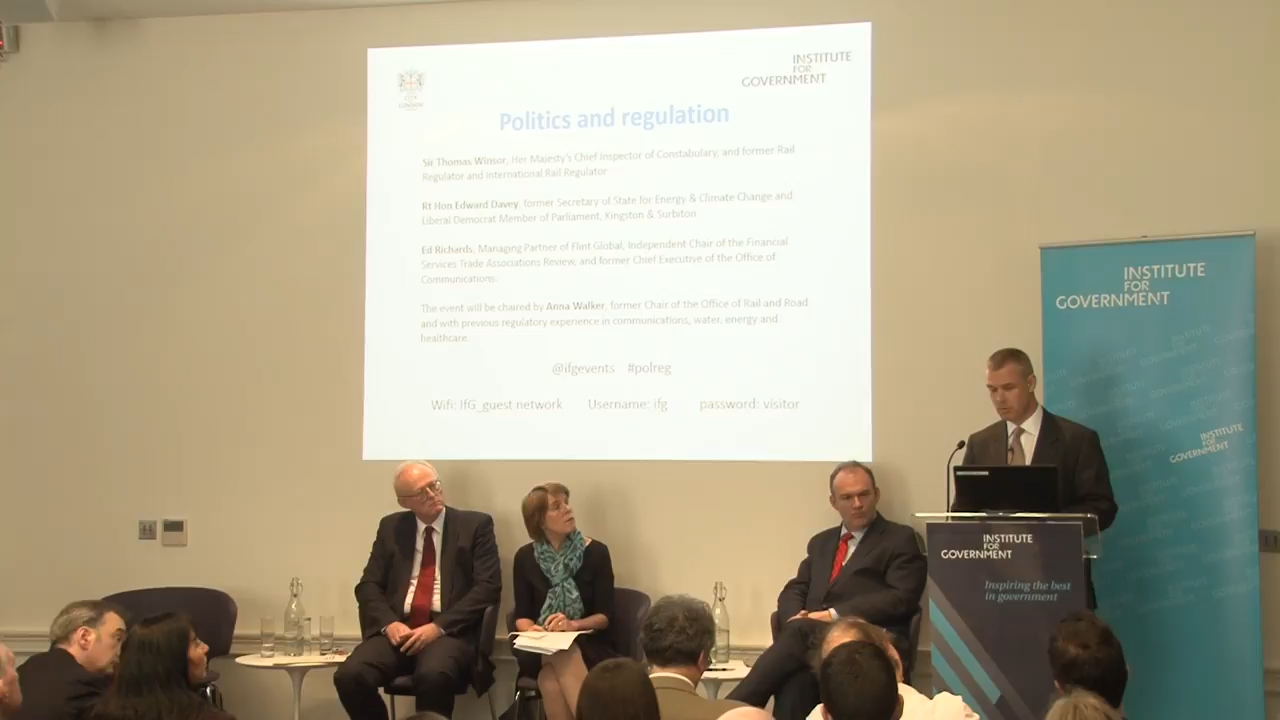 CITY
LONDON
INSTITUTE
FOR
GOVERNMENT
Politics and regulation
Sir Thomas Winsor, Her Majesty's Chief Inspector of Constabulary, and former Rail
Regulator and International Rail Regulator
Rt Hon Edward Davey, former Secretary of State for Energy & Climate Change and
Liberal Democrat Member of Parliament, Kingston & Surbiton
Ed Richards, Managing Partner of Flint Global, Independent Chair of the Financial
Services Trade Associations Review, and former Chief Executive of the Office of
Communications.
The event will be chaired by Anna Walker, former Chair of the Office of Rail and Road
and with previous regulatory experience in communications, water, energy and
healthcare.
@ifgevents #polreg
Wifi: IfG_guest network Username: ifg password: visitor
INSTITUTE
FOR
GOVERNMENT
INSTITUTE
FOR
GOVERNMENT
INSTITUTE
FOR
GOVERNMENT
Inspiring the best
in government